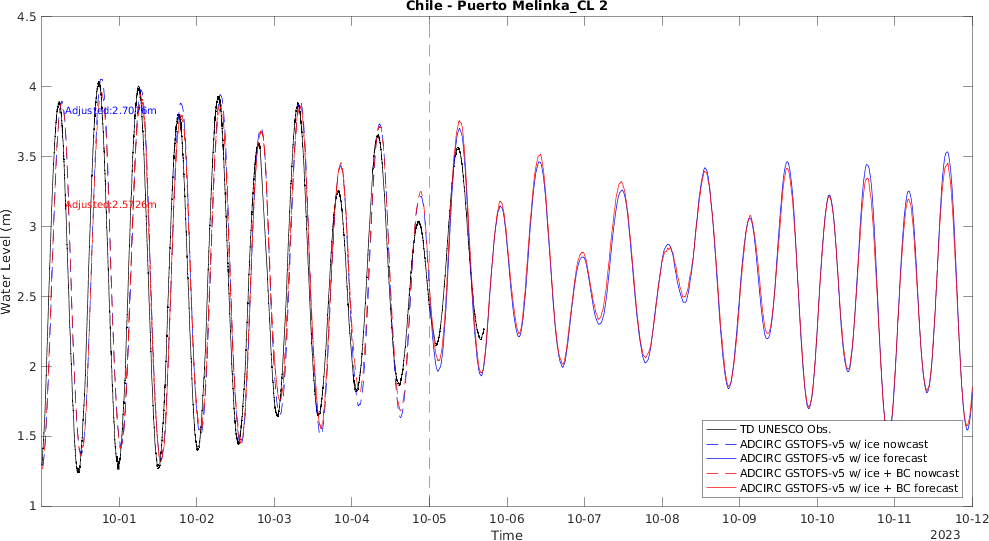 Chile - Puerto Melinka_CL 2
4.5
4
3.5
3
2.5
2
1.5
1
Water Level (m)
Adjusted:2.7076m
Adjusted:2.5726m
TD UNESCO Obs.
ADCIRC GSTOFS-v5 w/ ice nowcast
ADCIRC GSTOFS-v5 w/ ice forecast
ADCIRC GSTOFS-v5 w/ ice + BC nowcast
ADCIRC GSTOFS-v5 w/ ice + BC forecast
10-01 10-02 10-03 10-04 10-05 10-06 10-07 10-08 10-09 10-10 10-11 10-12
Time
2023